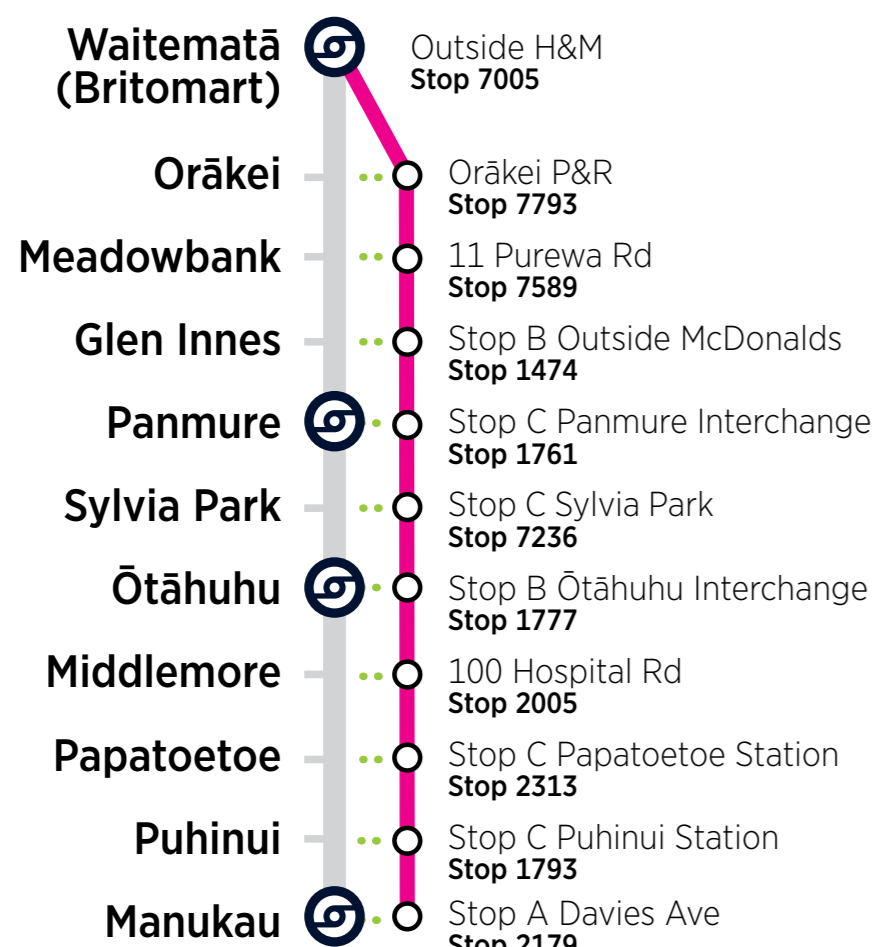 Waitematā
(Britomart)
Outside H&M
Stop 7005
Orākei
Orākei P&R
Stop 7793
Meadowbank
11 Purewa Rd
Stop 7589
Glen Innes
Stop B Outside McDonalds
Stop 1474
Panmure
Stop C Panmure Interchange
Stop 1761
Sylvia Park
Stop C Sylvia Park
Stop 7236
Ōtāhuhu
Stop B Ōtāhuhu Interchange
Stop 1777
Middlemore
100 Hospital Rd
Stop 2005
Papatoetoe
Stop C Papatoetoe Station
Stop 2313
Puhinui
Stop C Puhinui Station
Stop 1793
Manukau
Stop A Davies Ave
Stop 2179